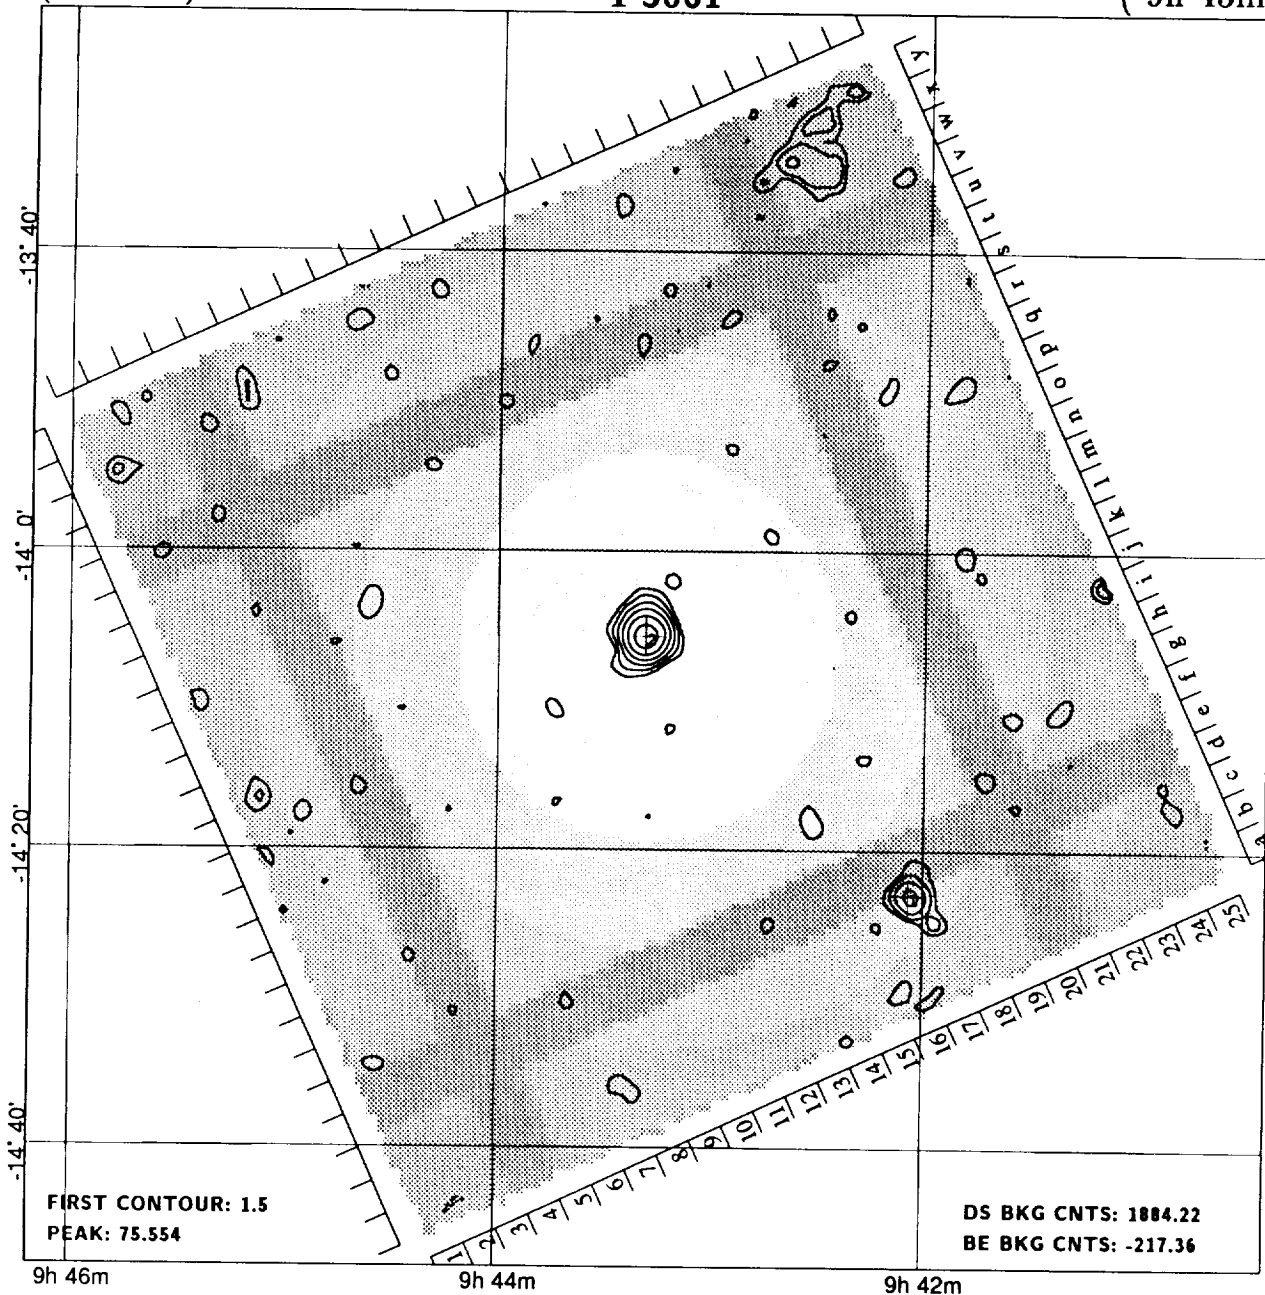 y
x
w
v
u
t
s
r
q
p
o
n
m
l
k
j
i
h
g
f
e
d
c
b
a
-13° 40'
-14° 0'
-14° 20'
-14° 40'
25
24
23
22
21
20
19
18
17
16
15
14
13
12
11
10
9
8
7
6
5
4
3
2
1
FIRST CONTOUR: 1.5
PEAK: 75.554
DS BKG CNTS: 1884.22
BE BKG CNTS: -217.36
9h 46m
9h 44m
9h 42m